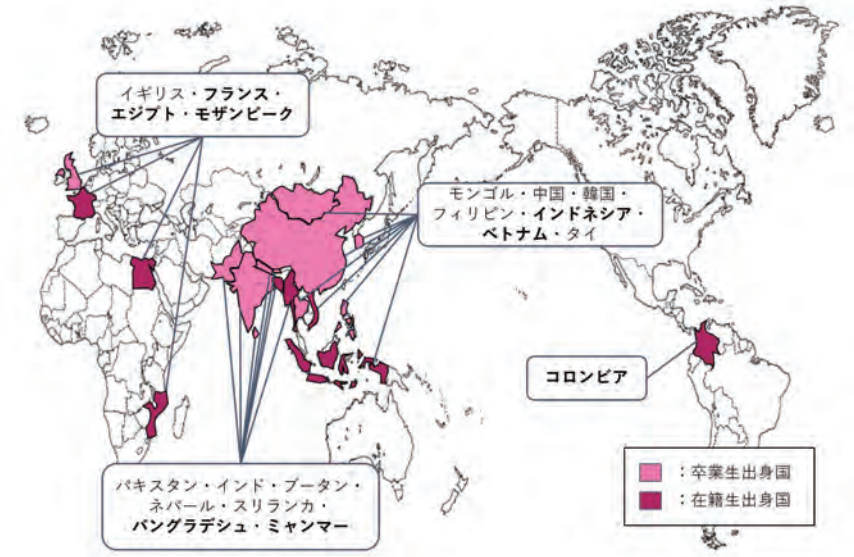 イギリス・フランス・
エジプト・モザンビーク
モンゴル・中国・韓国・
フィリピン・インドネシア・
ベトナム・タイ
コロンビア
パキスタン・インド・ブータン・
ネパール・スリランカ・
バングラデシュ・ミャンマー
：卒業生出身国
：在籍生出身国